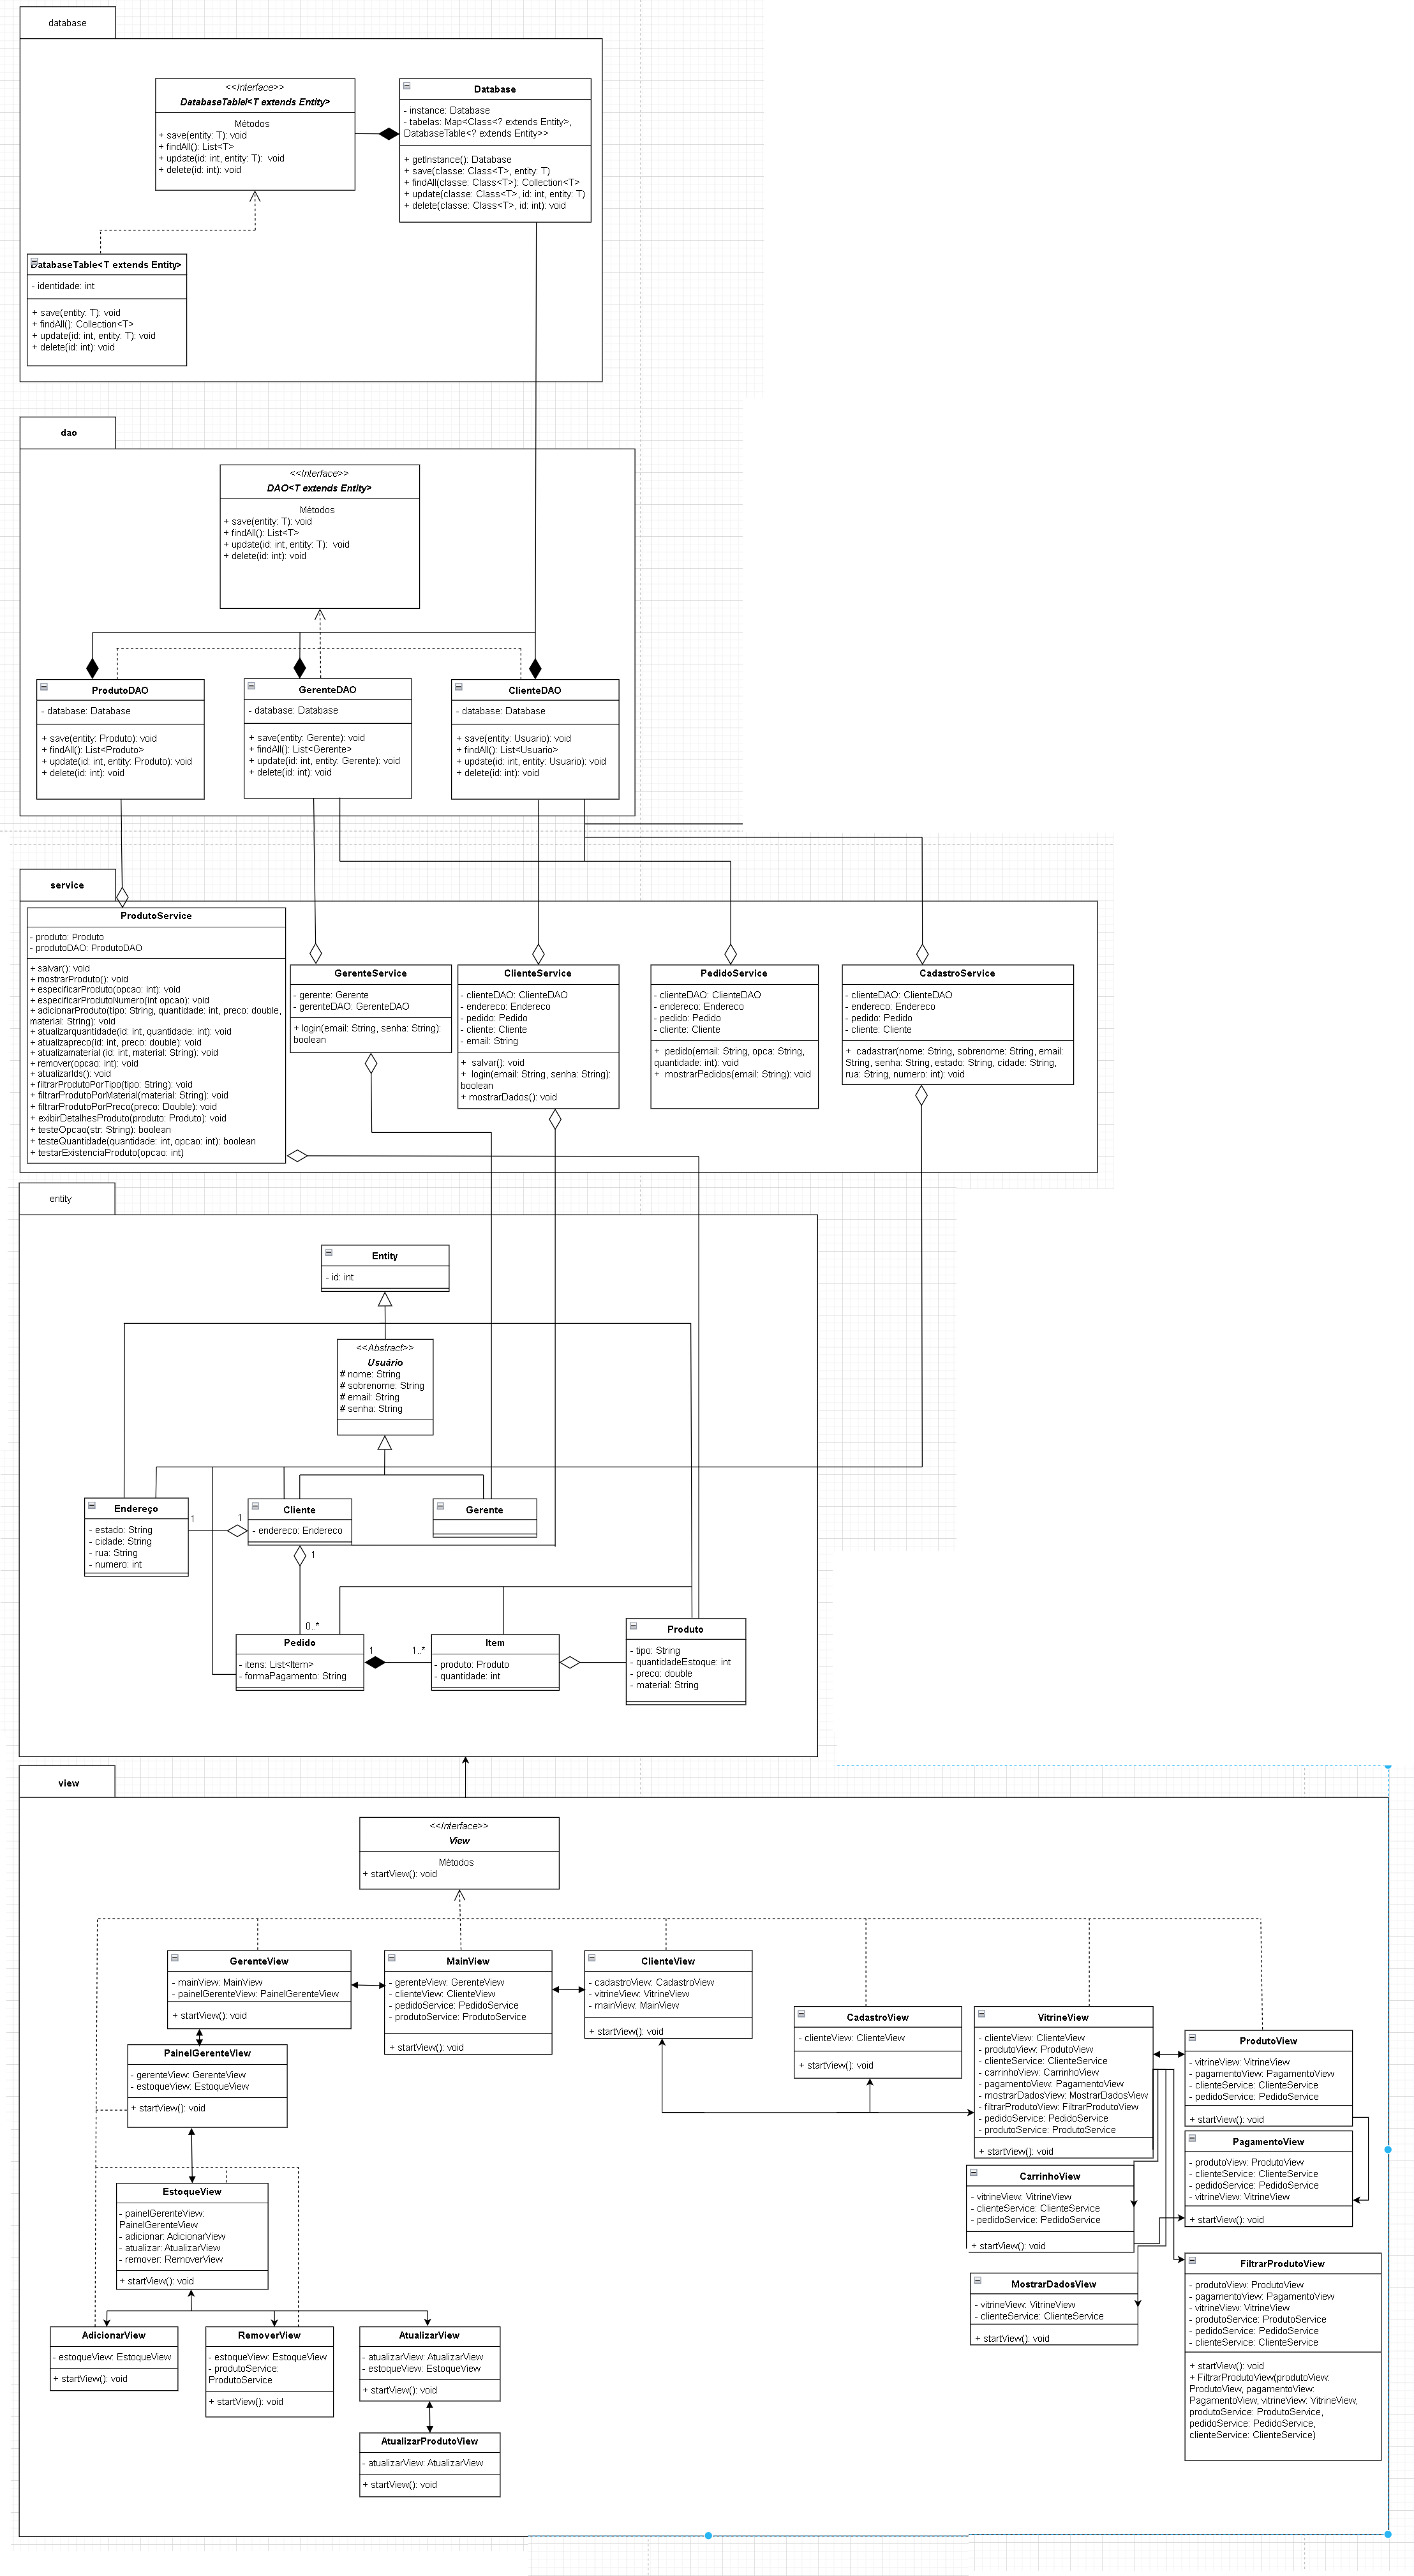 database
<<Interface>>
DatabaseTableI<T extends Entity>
Métodos
+ save(entity: T): void
+ findAll(): List<T>
+ update(id: int, entity: T):  void
+ delete(id: int): void
Database
- instance: Database
- tabelas: Map<Class<? extends Entity>,
DatabaseTable<? extends Entity>>
+ getInstance(): Database
+ save(classe: Class<T>, entity: T)
+ findAll(classe: Class<T>): Collection<T>
+ update(classe: Class<T>, id: int, entity: T)
+ delete(classe: Class<T>, id: int): void
DatabaseTable<T extends Entity>
- identidade: int
+ save(entity: T): void
+ findAll(): Collection<T>
+ update(id: int, entity: T): void
+ delete(id: int): void
dao
<<Interface>>
DAO<T extends Entity>
Métodos
+ save(entity: T): void
+ findAll(): List<T>
+ update(id: int, entity: T):  void
+ delete(id: int): void
ProdutoDAO
- database: Database
+ save(entity: Produto): void
+ findAll(): List<Produto>
+ update(id: int, entity: Produto): void
+ delete(id: int): void
GerenteDAO
- database: Database
+ save(entity: Gerente): void
+ findAll(): List<Gerente>
+ update(id: int, entity: Gerente): void
+ delete(id: int): void
ClienteDAO
- database: Database
+ save(entity: Usuario): void
+ findAll(): List<Usuario>
+ update(id: int, entity: Usuario): void
+ delete(id: int): void
service
ProdutoService
- produto: Produto
- produtoDAO: ProdutoDAO
+ salvar(): void
+ mostrarProduto(): void
+ especificarProduto(opcao: int): void
+ especificarProdutoNumero(int opcao): void
+ adicionarProduto(tipo: String, quantidade: int, preco: double,
material: String): void
+ atualizarquantidade(id: int, quantidade: int): void
+ atualizapreco(id: int, preco: double): void
+ atualizamaterial (id: int, material: String): void
+ remover(opcao: int): void
+ atualizarIds(): void
+ filtrarProdutoPorTipo(tipo: String): void
+ filtrarProdutoPorMaterial(material: String): void
+ filtrarProdutoPorPreco(preco: Double): void
+ exibirDetalhesProduto(produto: Produto): void
+ testeOpcao(str: String): boolean
+ testeQuantidade(quantidade: int, opcao: int): boolean
+ testarExistenciaProduto(opcao: int)
GerenteService
- gerente: Gerente
- gerenteDAO: GerenteDAO
+ login(email: String, senha: String):
boolean
ClienteService
- clienteDAO: ClienteDAO
- endereco: Endereco
- pedido: Pedido
- cliente: Cliente
- email: String
+  salvar(): void
+  login(email: String, senha: String):
boolean
+ mostrarDados(): void
PedidoService
- clienteDAO: ClienteDAO
- endereco: Endereco
- pedido: Pedido
- cliente: Cliente
+  pedido(email: String, opca: String,
quantidade: int): void
+  mostrarPedidos(email: String): void
CadastroService
- clienteDAO: ClienteDAO
- endereco: Endereco
- pedido: Pedido
- cliente: Cliente
+  cadastrar(nome: String, sobrenome: String, email:
String, senha: String, estado: String, cidade: String,
rua: String, numero: int): void
entity
Entity
- id: int
<<Abstract>>
Usuário
# nome: String
# sobrenome: String
# email: String
# senha: String
Endereço
- estado: String
- cidade: String
- rua: String
- numero: int
1
1
Cliente
- endereco: Endereco
Gerente
1
0..*
Pedido
- itens: List<Item>
- formaPagamento: String
1
1..*
Item
- produto: Produto
- quantidade: int
Produto
- tipo: String
- quantidadeEstoque: int
- preco: double
- material: String
view
<<Interface>>
View
Métodos
+ startView(): void
GerenteView
- mainView: MainView
- painelGerenteView: PainelGerenteView
+ startView(): void
MainView
- gerenteView: GerenteView
- clienteView: ClienteView
- pedidoService: PedidoService
- produtoService: ProdutoService
+ startView(): void
ClienteView
- cadastroView: CadastroView
- vitrineView: VitrineView
- mainView: MainView
+ startView(): void
CadastroView
- clienteView: ClienteView
+ startView(): void
VitrineView
- clienteView: ClienteView
- produtoView: ProdutoView
- clienteService: ClienteService
- carrinhoView: CarrinhoView
- pagamentoView: PagamentoView
- mostrarDadosView: MostrarDadosView
- filtrarProdutoView: FiltrarProdutoView
- pedidoService: PedidoService
- produtoService: ProdutoService
+ startView(): void
ProdutoView
- vitrineView: VitrineView
- pagamentoView: PagamentoView
- clienteService: ClienteService
- pedidoService: PedidoService
+ startView(): void
PainelGerenteView
- gerenteView: GerenteView
- estoqueView: EstoqueView
+ startView(): void
PagamentoView
- produtoView: ProdutoView
- clienteService: ClienteService
- pedidoService: PedidoService
- vitrineView: VitrineView
+ startView(): void
CarrinhoView
- vitrineView: VitrineView
- clienteService: ClienteService
- pedidoService: PedidoService
+ startView(): void
EstoqueView
- painelGerenteView:
PainelGerenteView
- adicionar: AdicionarView
- atualizar: AtualizarView
- remover: RemoverView
+ startView(): void
MostrarDadosView
- vitrineView: VitrineView
- clienteService: ClienteService
+ startView(): void
FiltrarProdutoView
- produtoView: ProdutoView
- pagamentoView: PagamentoView
- vitrineView: VitrineView
- produtoService: ProdutoService
- pedidoService: PedidoService
- clienteService: ClienteService
+ startView(): void
+ FiltrarProdutoView(produtoView:
ProdutoView, pagamentoView:
PagamentoView, vitrineView: VitrineView,
produtoService: ProdutoService,
pedidoService: PedidoService,
clienteService: ClienteService)
AdicionarView
- estoqueView: EstoqueView
+ startView(): void
RemoverView
- estoqueView: EstoqueView
- produtoService:
ProdutoService
+ startView(): void
AtualizarView
- atualizarView: AtualizarView
- estoqueView: EstoqueView
+ startView(): void
AtualizarProdutoView
- atualizarView: AtualizarView
+ startView(): void